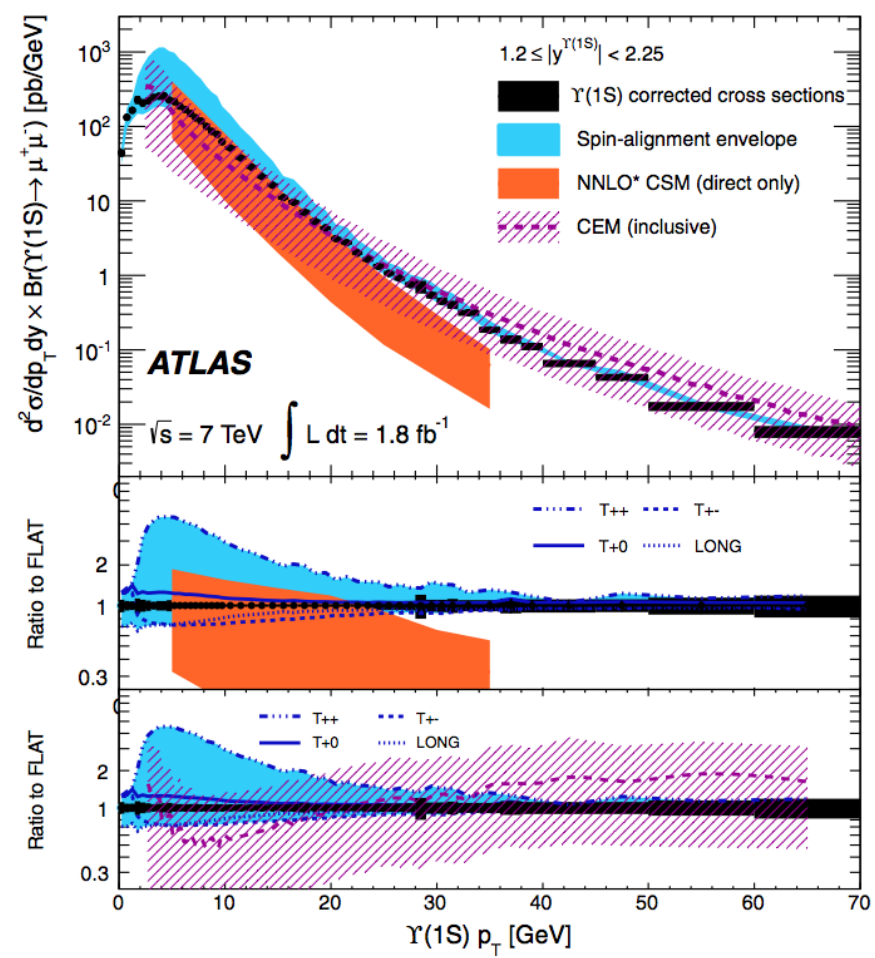 d²σ/dp_T dy × Br(ϒ(1S)→ μ⁺μ⁻) [pb/GeV]
10³
10²
10
1
10⁻¹
10⁻²
1.2 ≤ |y^ϒ(1S)| < 2.25
ϒ(1S) corrected cross sections
Spin-alignment envelope
NNLO* CSM (direct only)
CEM (inclusive)
ATLAS
√s = 7 TeV ∫ L dt = 1.8 fb⁻¹
Ratio to FLAT
2
1
0.3
T++ T+-
T+0 LONG
Ratio to FLAT
2
1
0.3
T++ T+-
T+0 LONG
0 10 20 30 40 50 60 70
ϒ(1S) p_T [GeV]